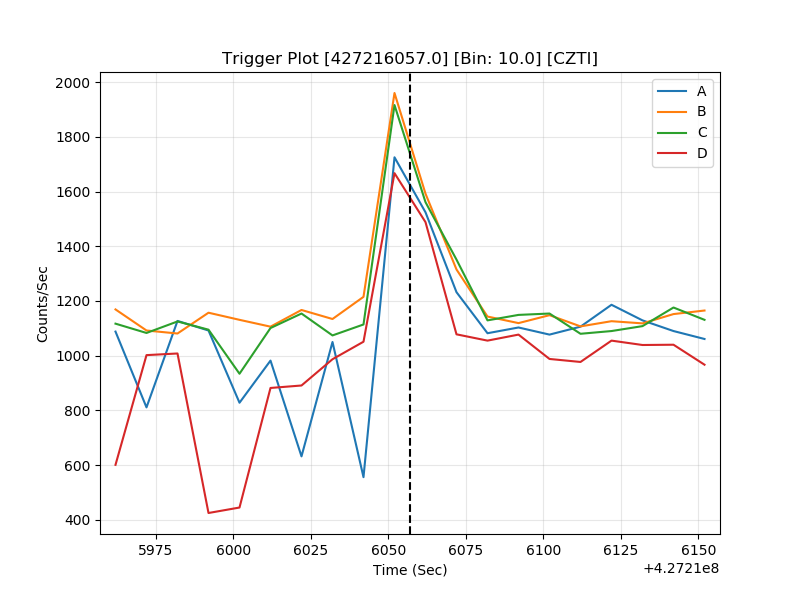 Trigger Plot [427216057.0] [Bin: 10.0] [CZTI]
A
B
C
D
Counts/Sec
2000
1800
1600
1400
1200
1000
800
600
400
5975 6000 6025 6050 6075 6100 6125 6150
Time (Sec)
+4.2721e8